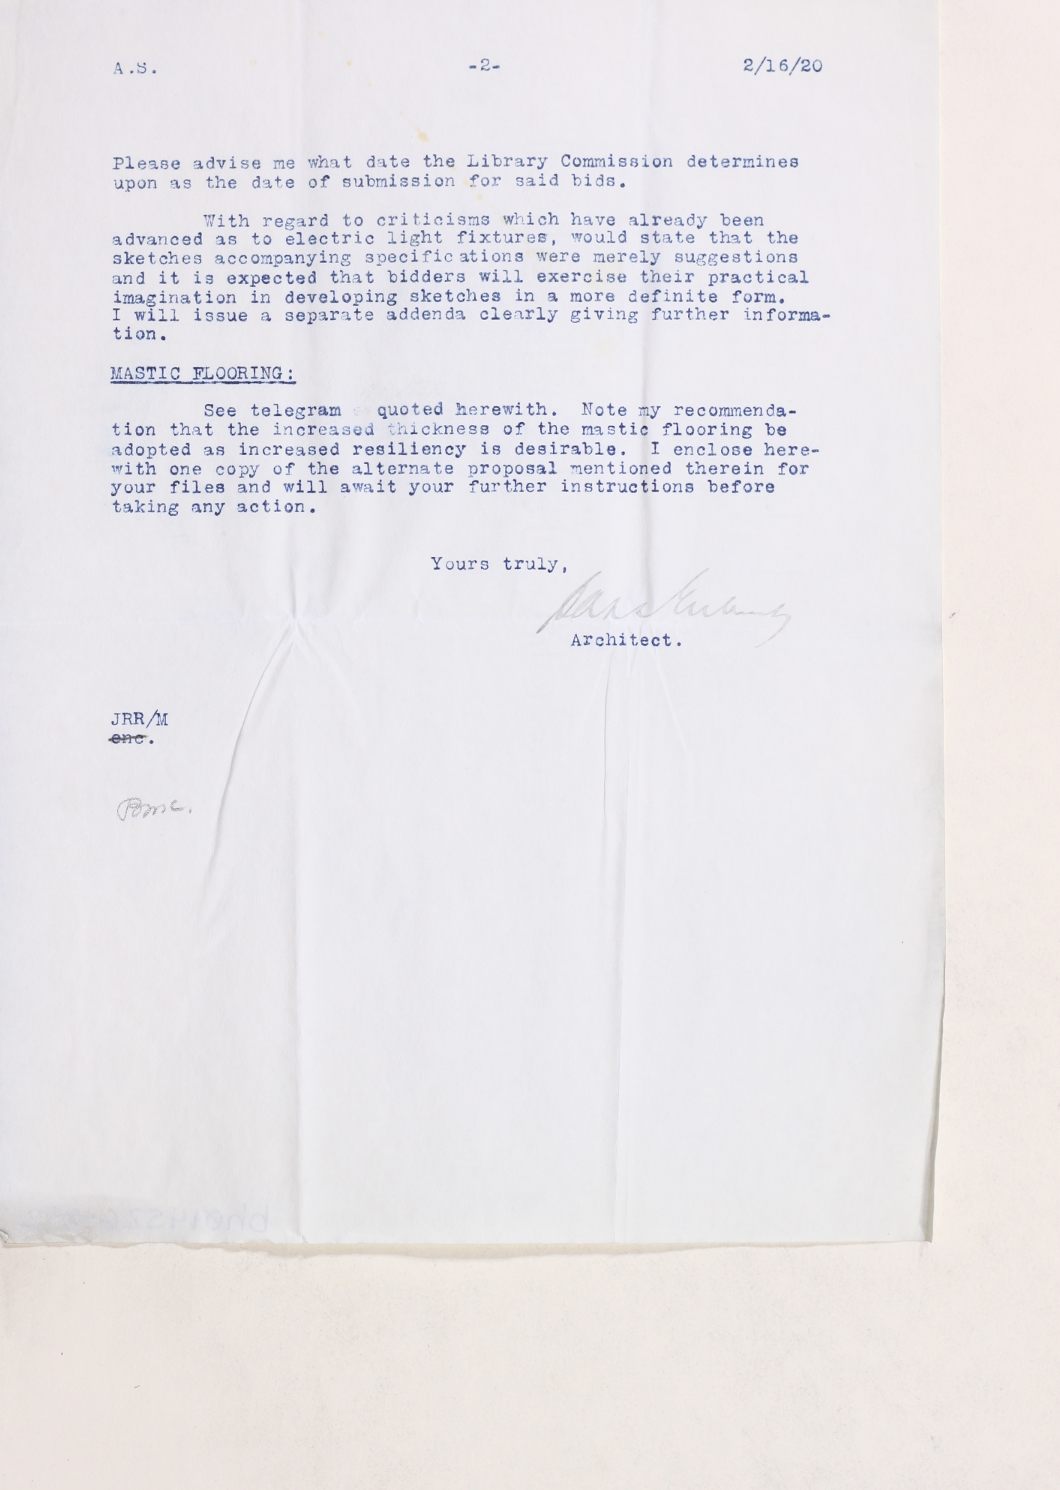 A.S. -2- 2/16/20
Please advise me what date the Library Commission determines
upon as the date of submission for said bids.
With regard to criticisms which have already been
advanced as to electric light fixtures, would state that the
sketches accompanying specifications were merely suggestions
and it is expected that bidders will exercise their practical
imagination in developing sketches in a more definite form.
I will issue a separate addenda clearly giving further informa-
tion.
MASTIC FLOORING:
See telegram quoted herewith. Note my recommenda-
tion that the increased thickness of the mastic flooring be
adopted as increased resiliency is desirable. I enclose here-
with one copy of the alternate proposal mentioned therein for
your files and will await your further instructions before
taking any action.
Yours truly,
Architect.
JRR/M
enc.